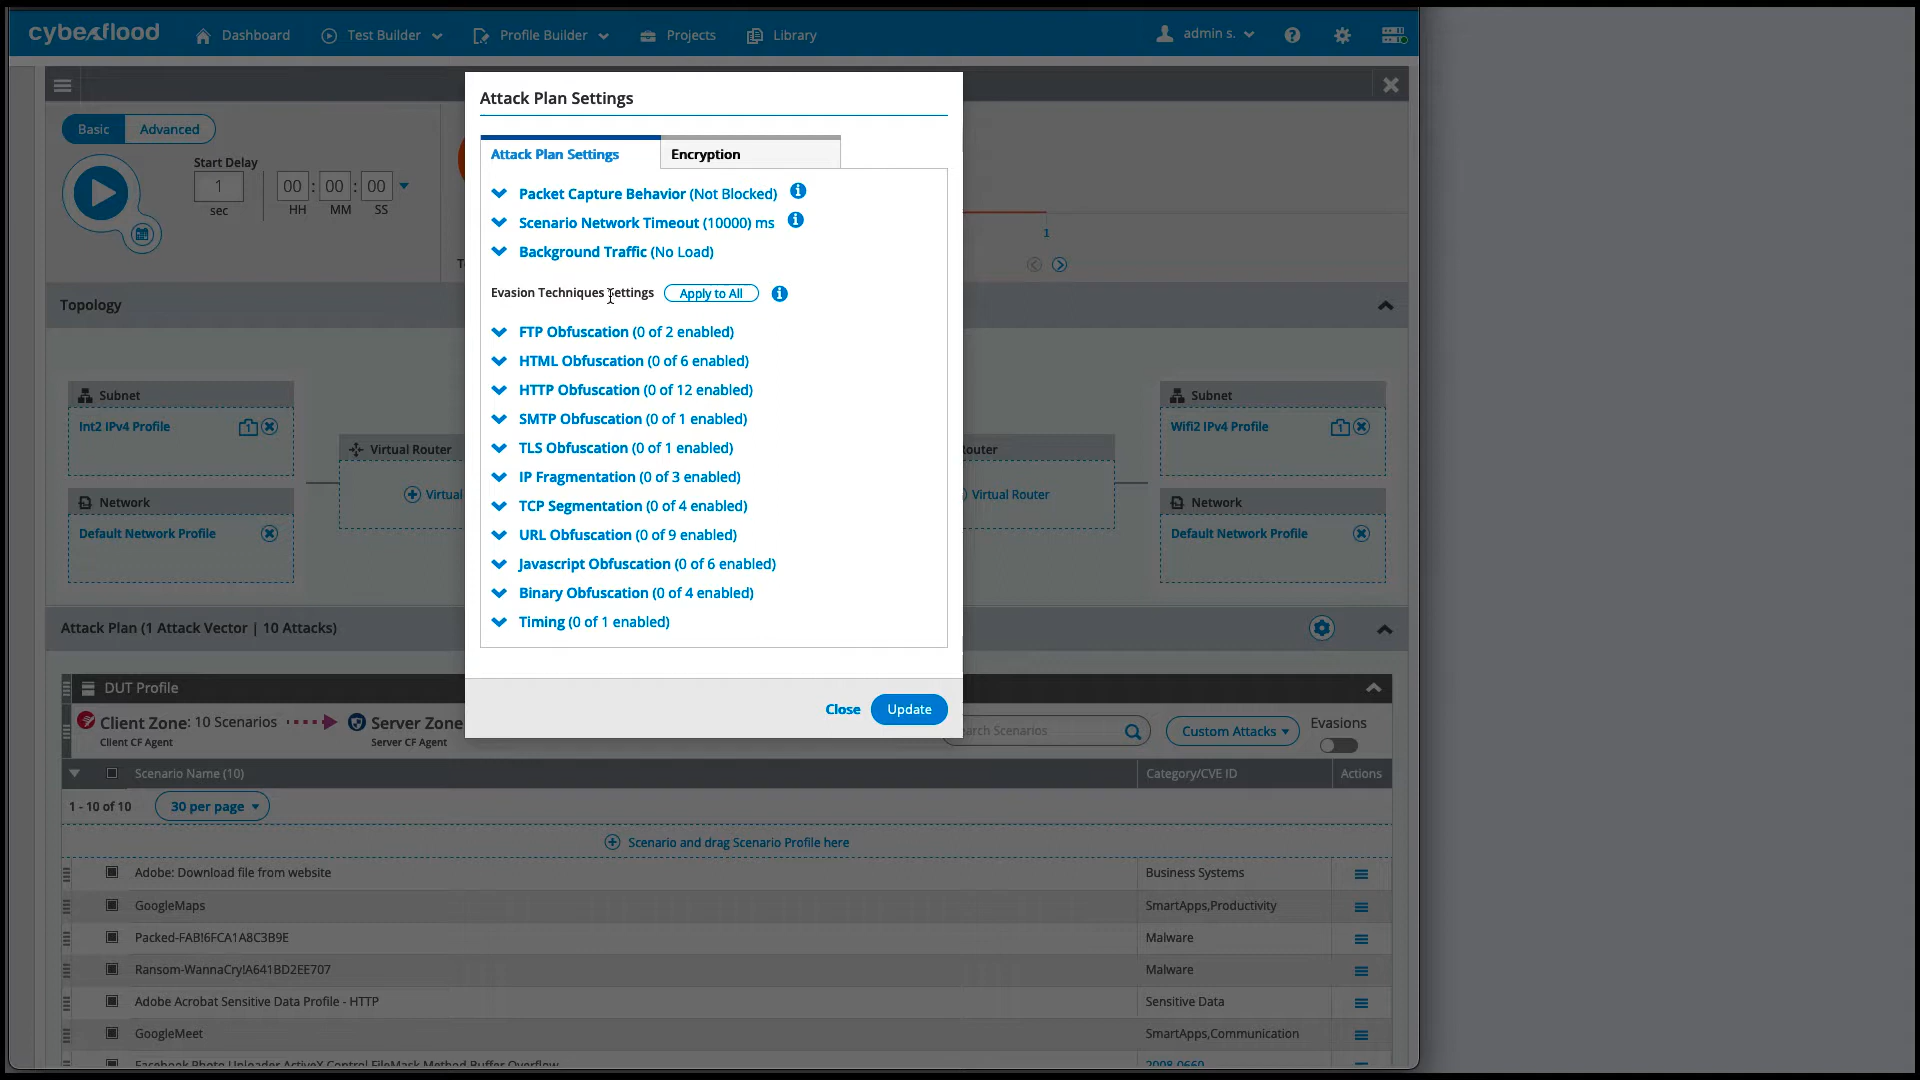 cyberflood
Dashboard
Test Builder
Profile Builder
Projects
Library
admin s.
Basic
Advanced
Start Delay
1
sec
00 : 00 : 00
HH
MM
SS
1
Topology
Subnet
Int2 IPv4 Profile
Network
Default Network Profile
Virtual Router
Virtual
Virtual Router
Subnet
Wifi2 IPv4 Profile
Network
Default Network Profile
Attack Plan Settings
Attack Plan Settings
Encryption
Packet Capture Behavior (Not Blocked)
Scenario Network Timeout (10000) ms
Background Traffic (No Load)
Evasion Techniques Settings
Apply to All
FTP Obfuscation (0 of 2 enabled)
HTML Obfuscation (0 of 6 enabled)
HTTP Obfuscation (0 of 12 enabled)
SMTP Obfuscation (0 of 1 enabled)
TLS Obfuscation (0 of 1 enabled)
IP Fragmentation (0 of 3 enabled)
TCP Segmentation (0 of 4 enabled)
URL Obfuscation (0 of 9 enabled)
Javascript Obfuscation (0 of 6 enabled)
Binary Obfuscation (0 of 4 enabled)
Timing (0 of 1 enabled)
Close
Update
Attack Plan (1 Attack Vector | 10 Attacks)
DUT Profile
Client Zone: 10 Scenarios
Client CF Agent
Server Zone
Server CF Agent
Scenarios
Custom Attacks
Evasions
Scenario Name (10)
Category/CVE ID
Actions
1 - 10 of 10
30 per page
Scenario and drag Scenario Profile here
Adobe: Download file from website
Business Systems
GoogleMaps
SmartApps,Productivity
Packed-FAB!6FCA1A8C3B9E
Malware
Ransom-WannaCry!A641BD2EE707
Malware
Adobe Acrobat Sensitive Data Profile - HTTP
Sensitive Data
GoogleMeet
SmartApps,Communication
Facebook Photo Uploader ActiveX Control FileMask Method Buffer Overflow
2008-0660